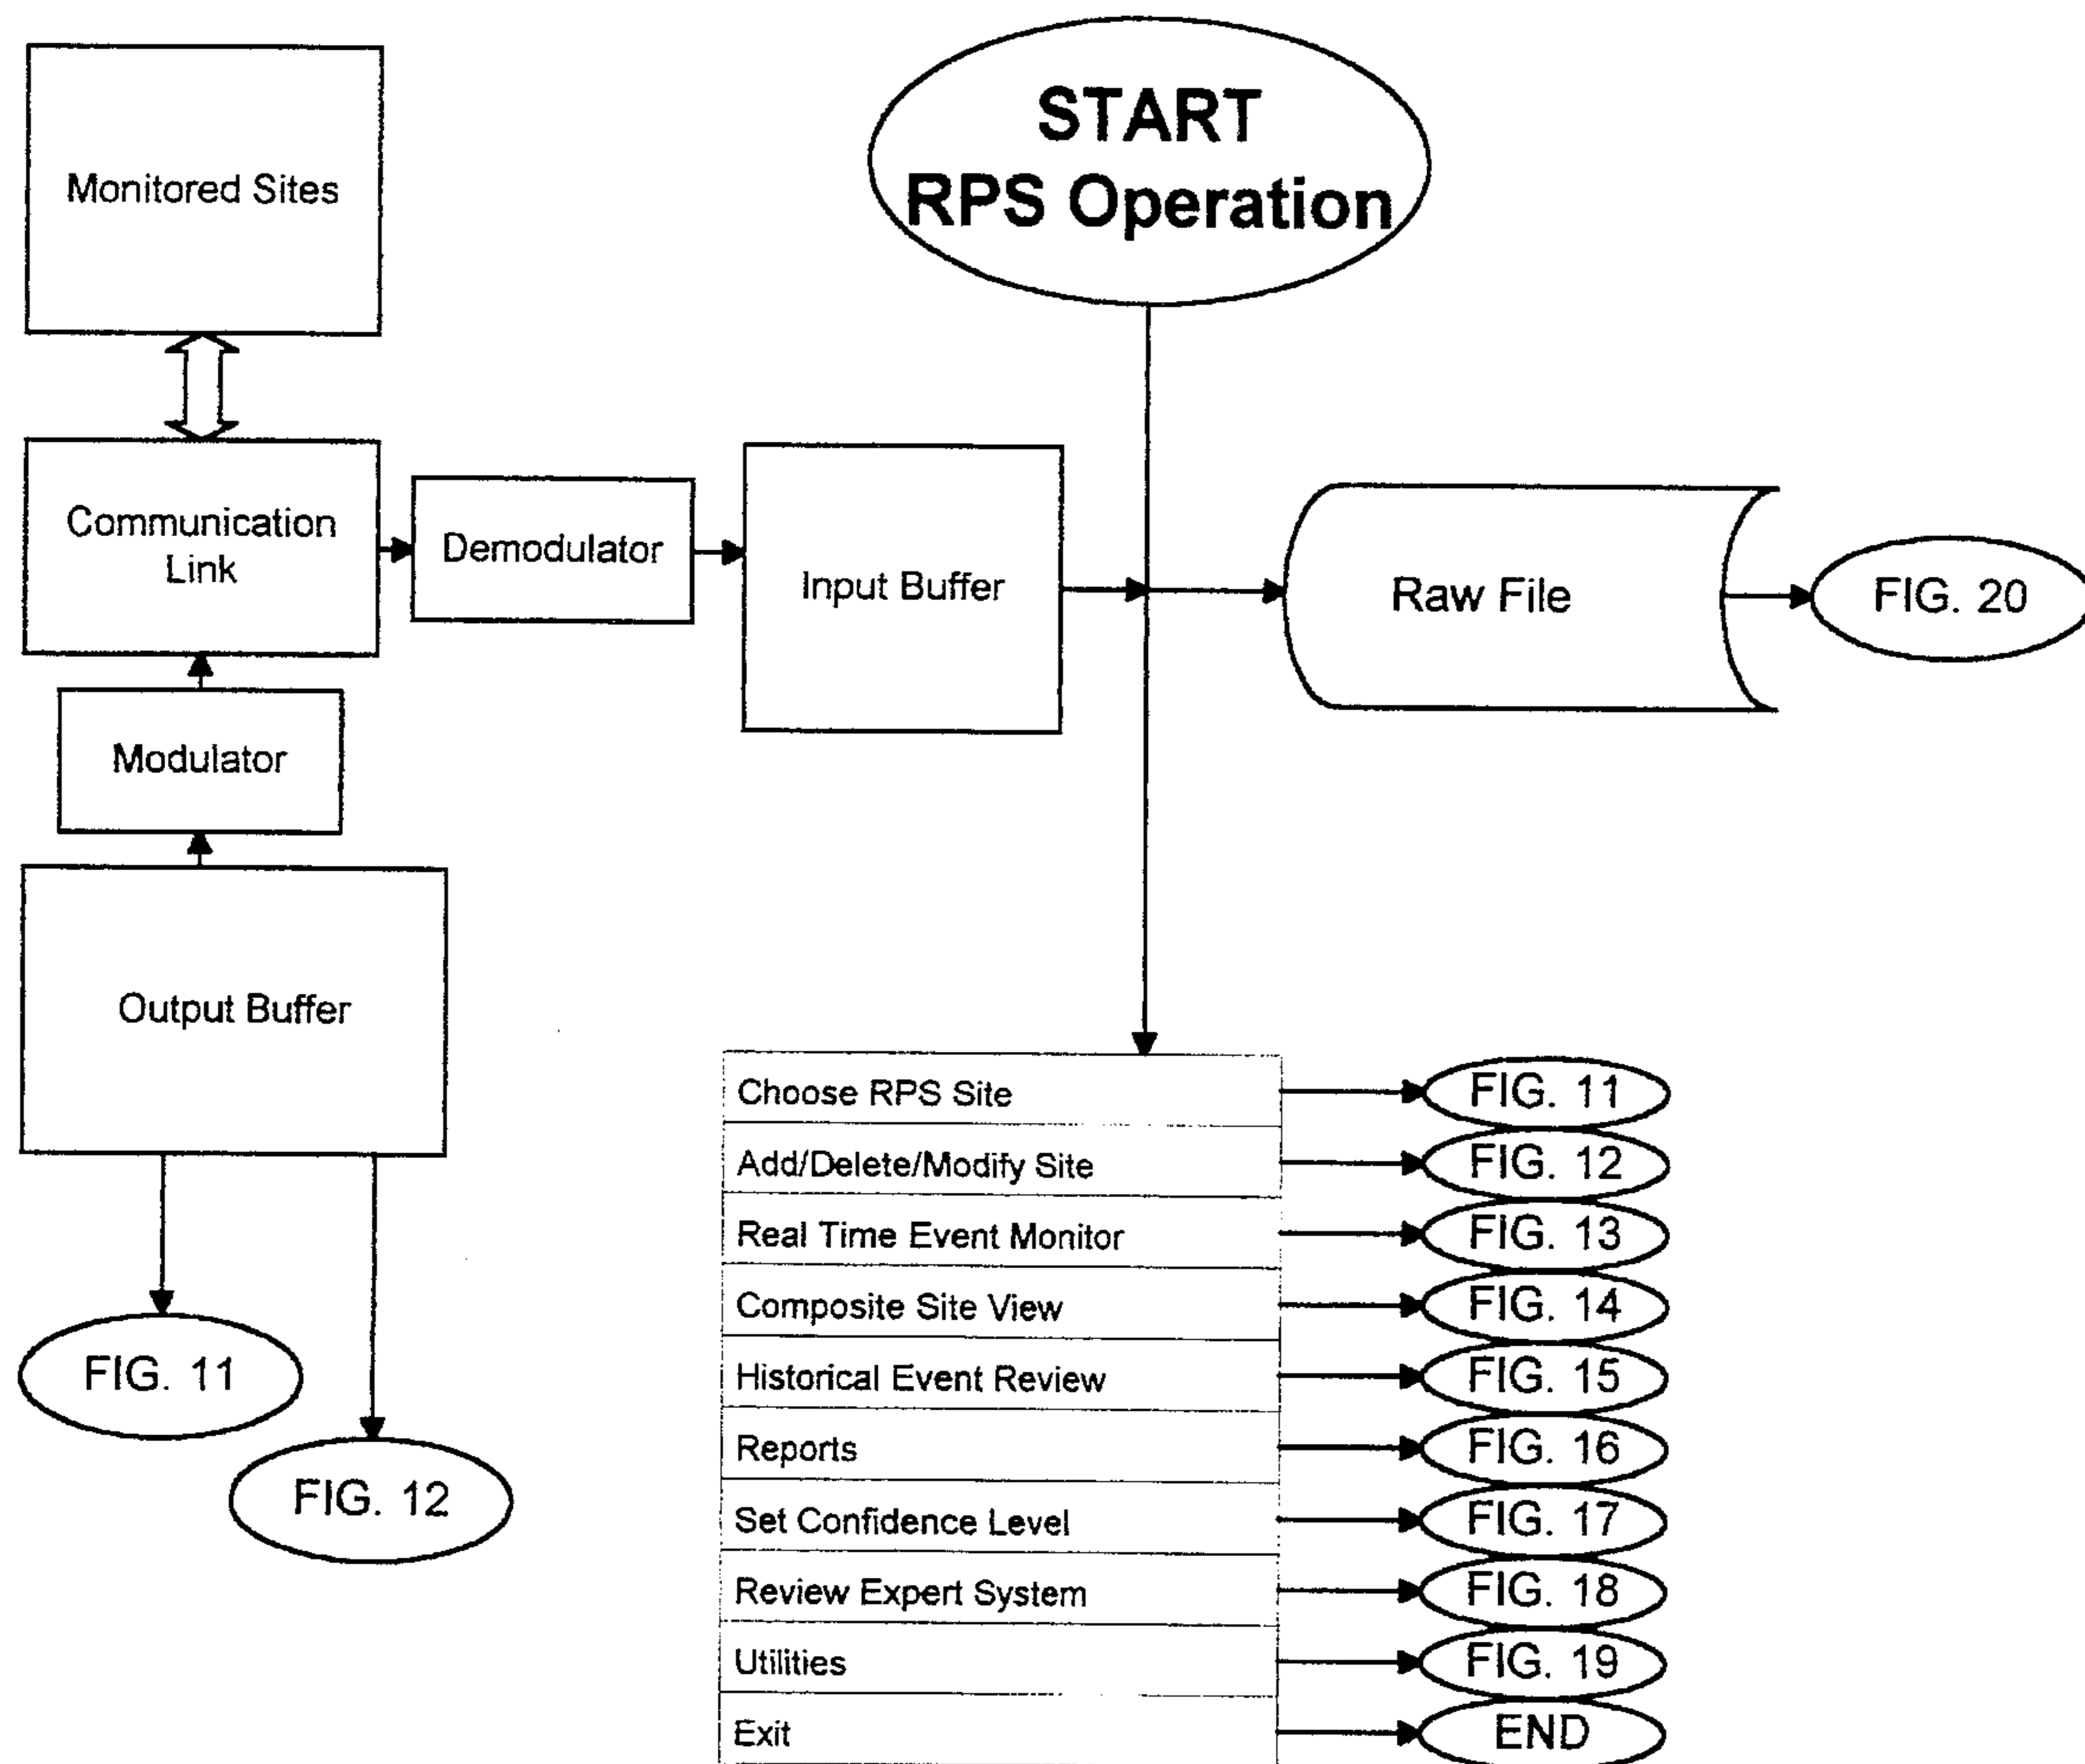 START
RPS Operation
Monitored Sites
Communication
Link
Demodulator
Input Buffer
Raw File
FIG. 20
Modulator
Output Buffer
FIG. 11
FIG. 12
Choose RPS Site
FIG. 11
Add/Delete/Modify Site
FIG. 12
Real Time Event Monitor
FIG. 13
Composite Site View
FIG. 14
Historical Event Review
FIG. 15
Reports
FIG. 16
Set Confidence Level
FIG. 17
Review Expert System
FIG. 18
Utilities
FIG. 19
Exit
END